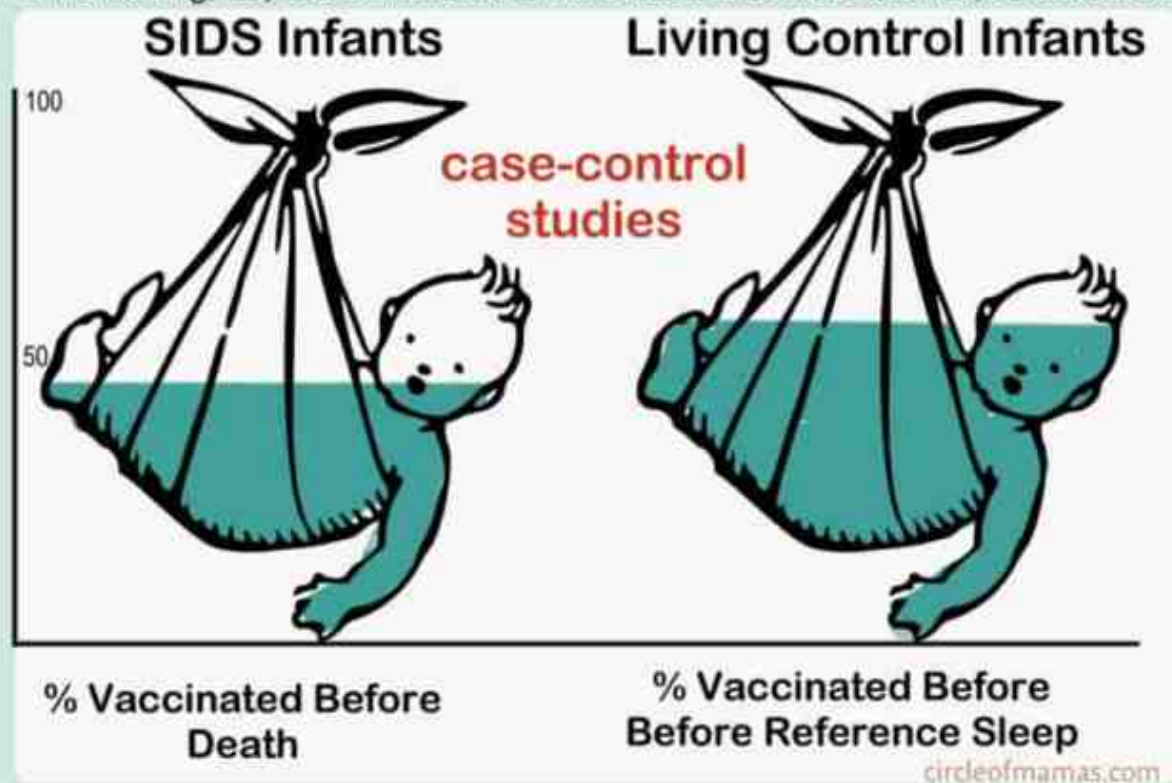 SIDS Infants
Living Control Infants
100
case-control
studies
50
% Vaccinated Before
Death
% Vaccinated Before
Before Reference Sleep
circleofmamas.com